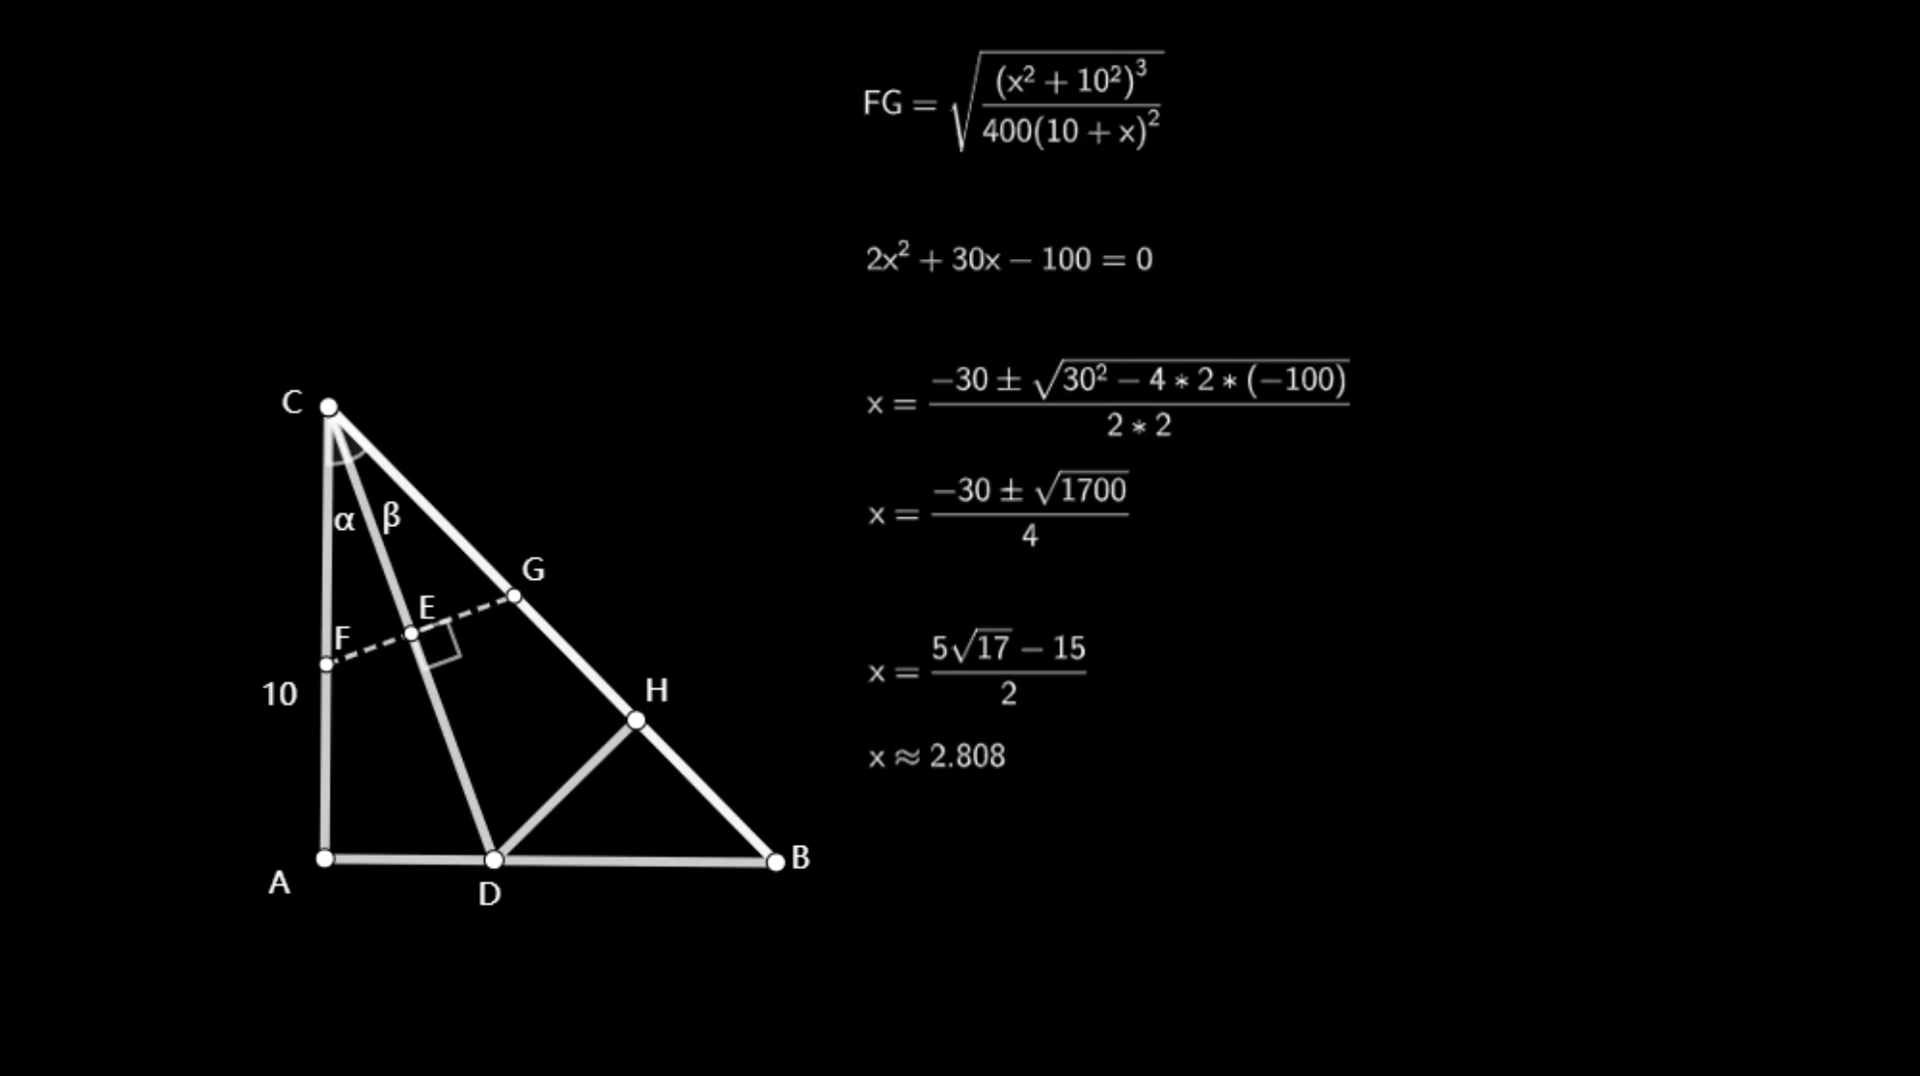 FG = √((x² + 10²)³ / 400(10 + x)²)
2x² + 30x − 100 = 0
x = (−30 ± √(30² − 4 * 2 * (−100))) / (2 * 2)
x = (−30 ± √1700) / 4
x = (5√17 − 15) / 2
x ≈ 2.808
C
α β
G
E
F
H
10
A
D
B